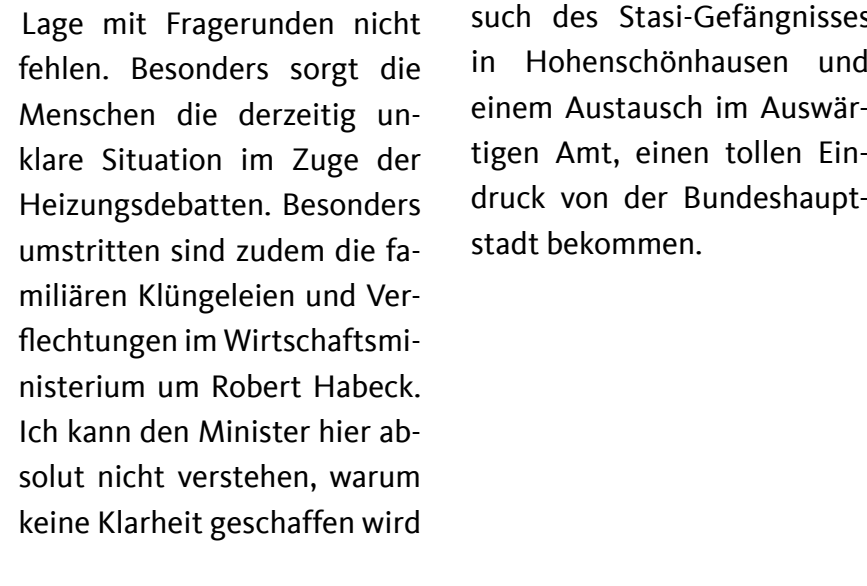 Lage mit Fragerunden nicht
fehlen. Besonders sorgt die
Menschen die derzeitig un-
klare Situation im Zuge der
Heizungsdebatten. Besonders
umstritten sind zudem die fa-
miliären Klüngeleien und Ver-
flechtungen im Wirtschaftsmi-
nisterium um Robert Habeck.
Ich kann den Minister hier ab-
solut nicht verstehen, warum
keine Klarheit geschaffen wird
such des Stasi-Gefängnisses
in Hohenschönhausen und
einem Austausch im Auswär-
tigen Amt, einen tollen Ein-
druck von der Bundeshaupt-
stadt bekommen.